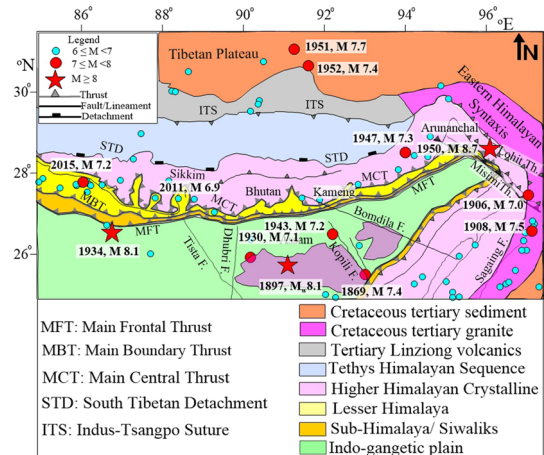 86° 88° 90° 92° 94° 96° °E
Legend
6 ≤ M <7
7 ≤ M <8
M ≥ 8
Thrust
Fault/Lineament
Detachment
°N
30°
28°
26°
N
Tibetan Plateau
1951, M 7.7
1952, M 7.4
ITS
ITS
Eastern Himalayan
Syntaxis
Arunanchal
1947, M 7.3
1950, M 8.7
Lohit Th.
STD
STD
2015, M 7.2
Sikkim
2011, M 6.9
MCT
Bhutan
Kameng
MCT
MFT
Misimi Th.
1906, M 7.0
MBT
MFT
1934, M 8.1
1943, M 7.2
1930, M 7.1
Bomdila F.
1908, M 7.5
Tista F.
Dhubri F.
Kopili F.
Sagaing F.
1897, Mw8.1
1869, M 7.4
MFT: Main Frontal Thrust
MBT: Main Boundary Thrust
MCT: Main Central Thrust
STD: South Tibetan Detachment
ITS: Indus-Tsangpo Suture
Cretaceous tertiary sediment
Cretaceous tertiary granite
Tertiary Linziong volcanics
Tethys Himalayan Sequence
Higher Himalayan Crystalline
Lesser Himalaya
Sub-Himalaya/ Siwaliks
Indo-gangetic plain